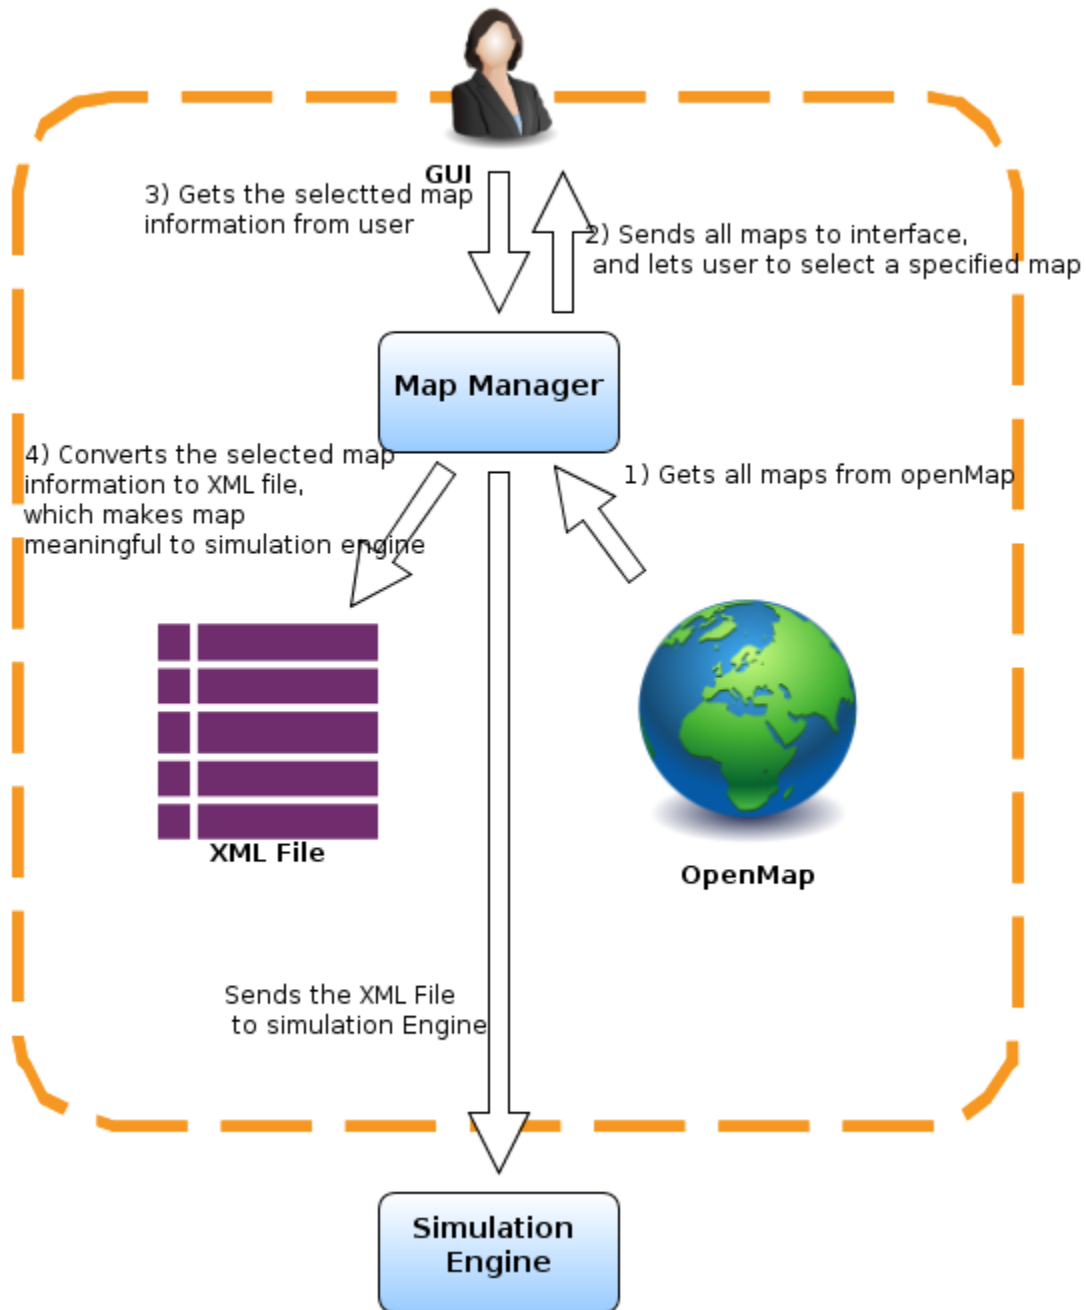 GUI
3) Gets the selectted map
information from user
2) Sends all maps to interface,
and lets user to select a specified map
Map Manager
4) Converts the selected map
information to XML file,
which makes map
meaningful to simulation engine
1) Gets all maps from openMap
XML File
OpenMap
Sends the XML File
to simulation Engine
Simulation
Engine